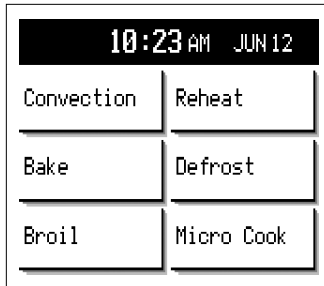 10:23 AM JUN 12
Convection Reheat
Bake Defrost
Broil Micro Cook